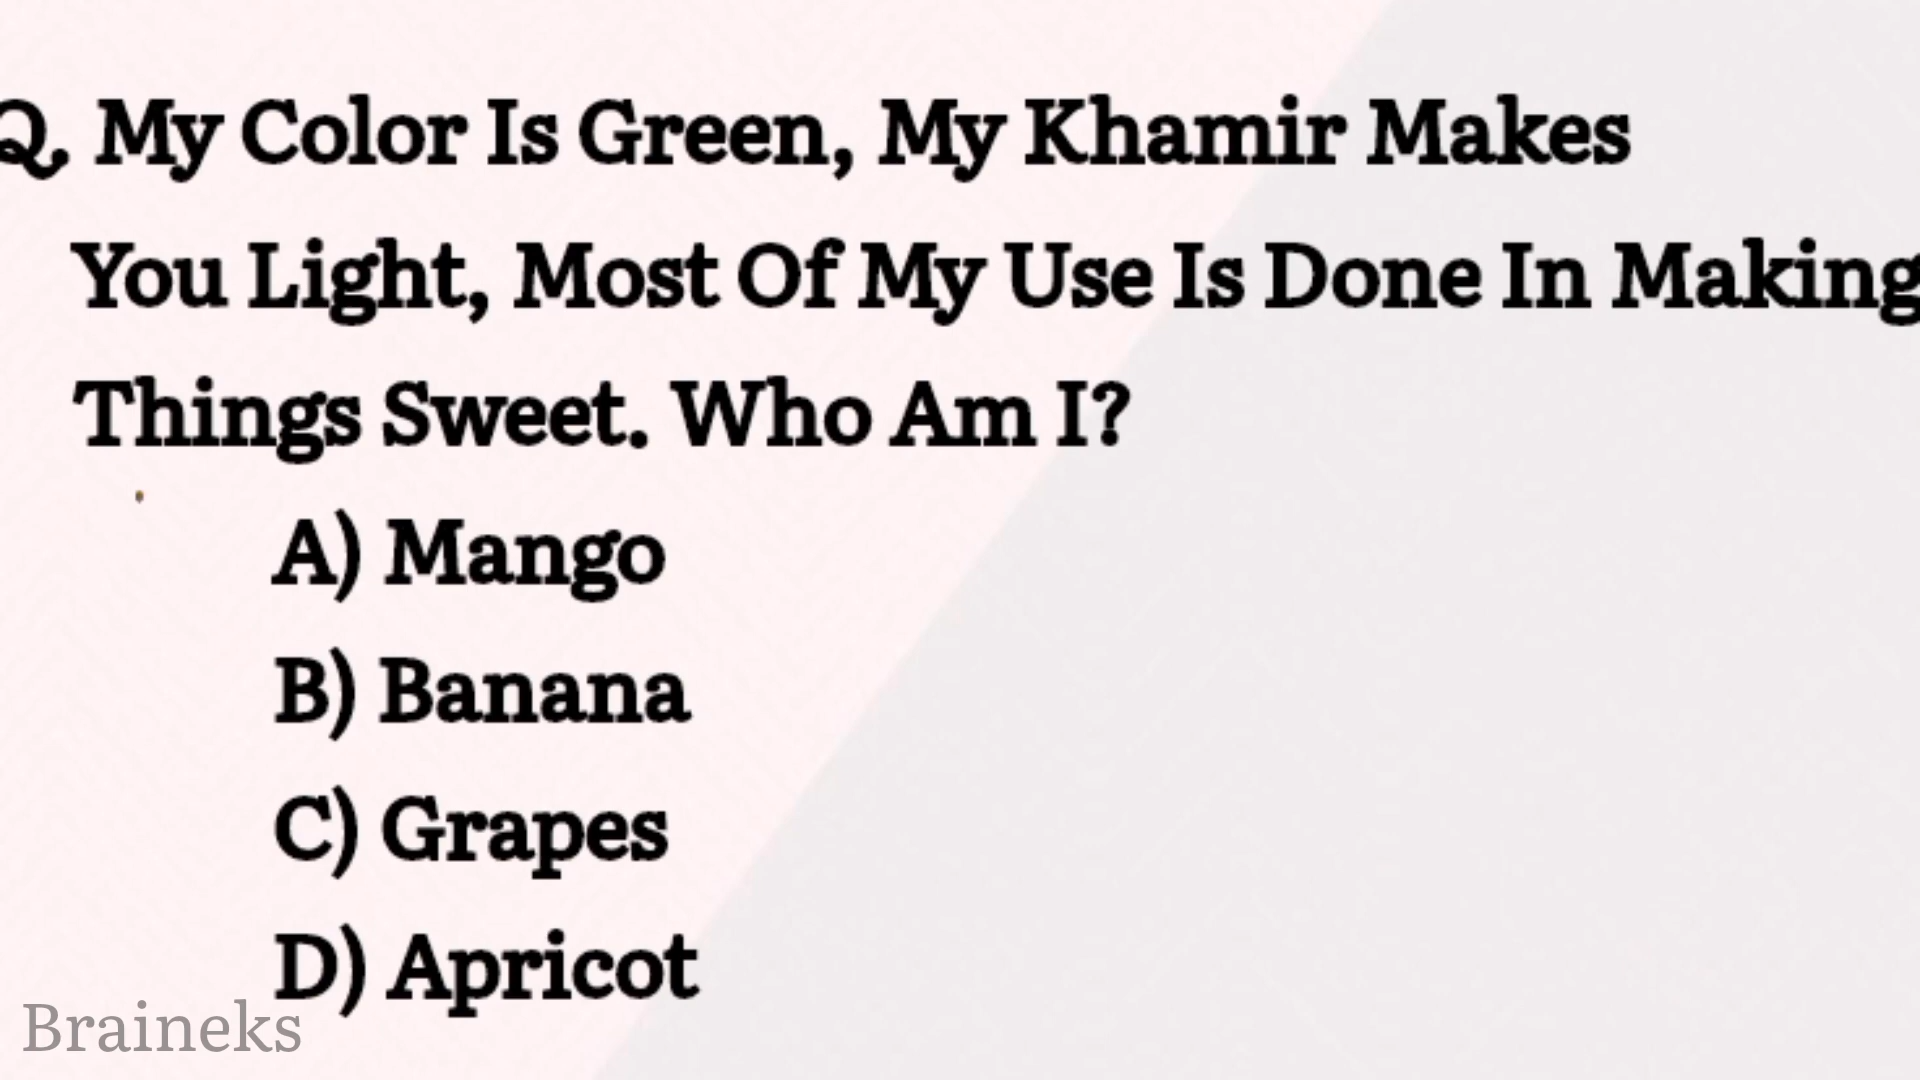 Q. My Color Is Green, My Khamir Makes
You Light, Most Of My Use Is Done In Making
Things Sweet. Who Am I?
A) Mango
B) Banana
C) Grapes
D) Apricot
Braineks